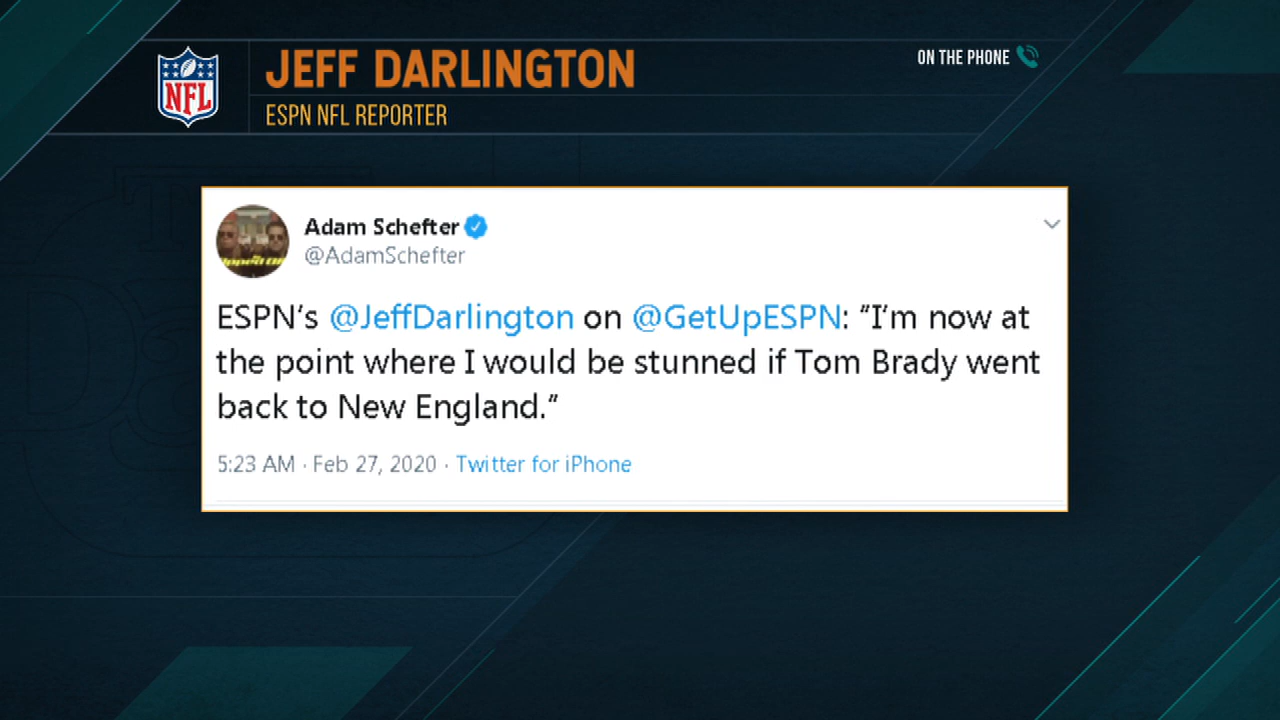 NFL
JEFF DARLINGTON
ESPN NFL REPORTER
ON THE PHONE
Adam Schefter
@AdamSchefter
ESPN’s @JeffDarlington on @GetUpESPN: “I’m now at
the point where I would be stunned if Tom Brady went
back to New England.”
5:23 AM · Feb 27, 2020 · Twitter for iPhone